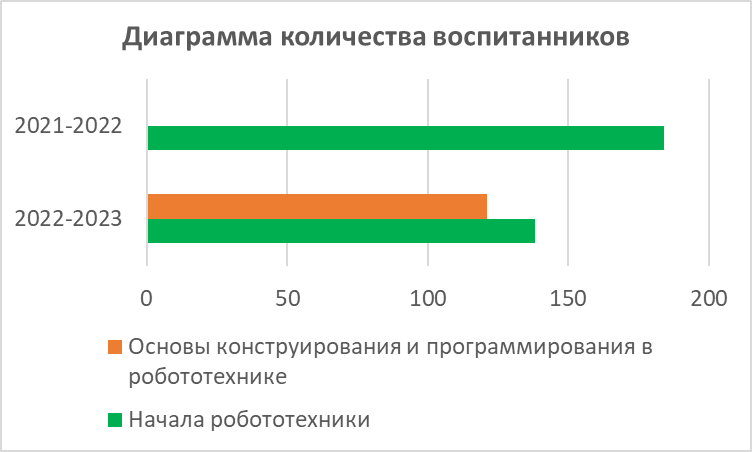 Диаграмма количества воспитанников
2021-2022
2022-2023
0 50 100 150 200
Основы конструирования и программирования в
робототехнике
Начала робототехники